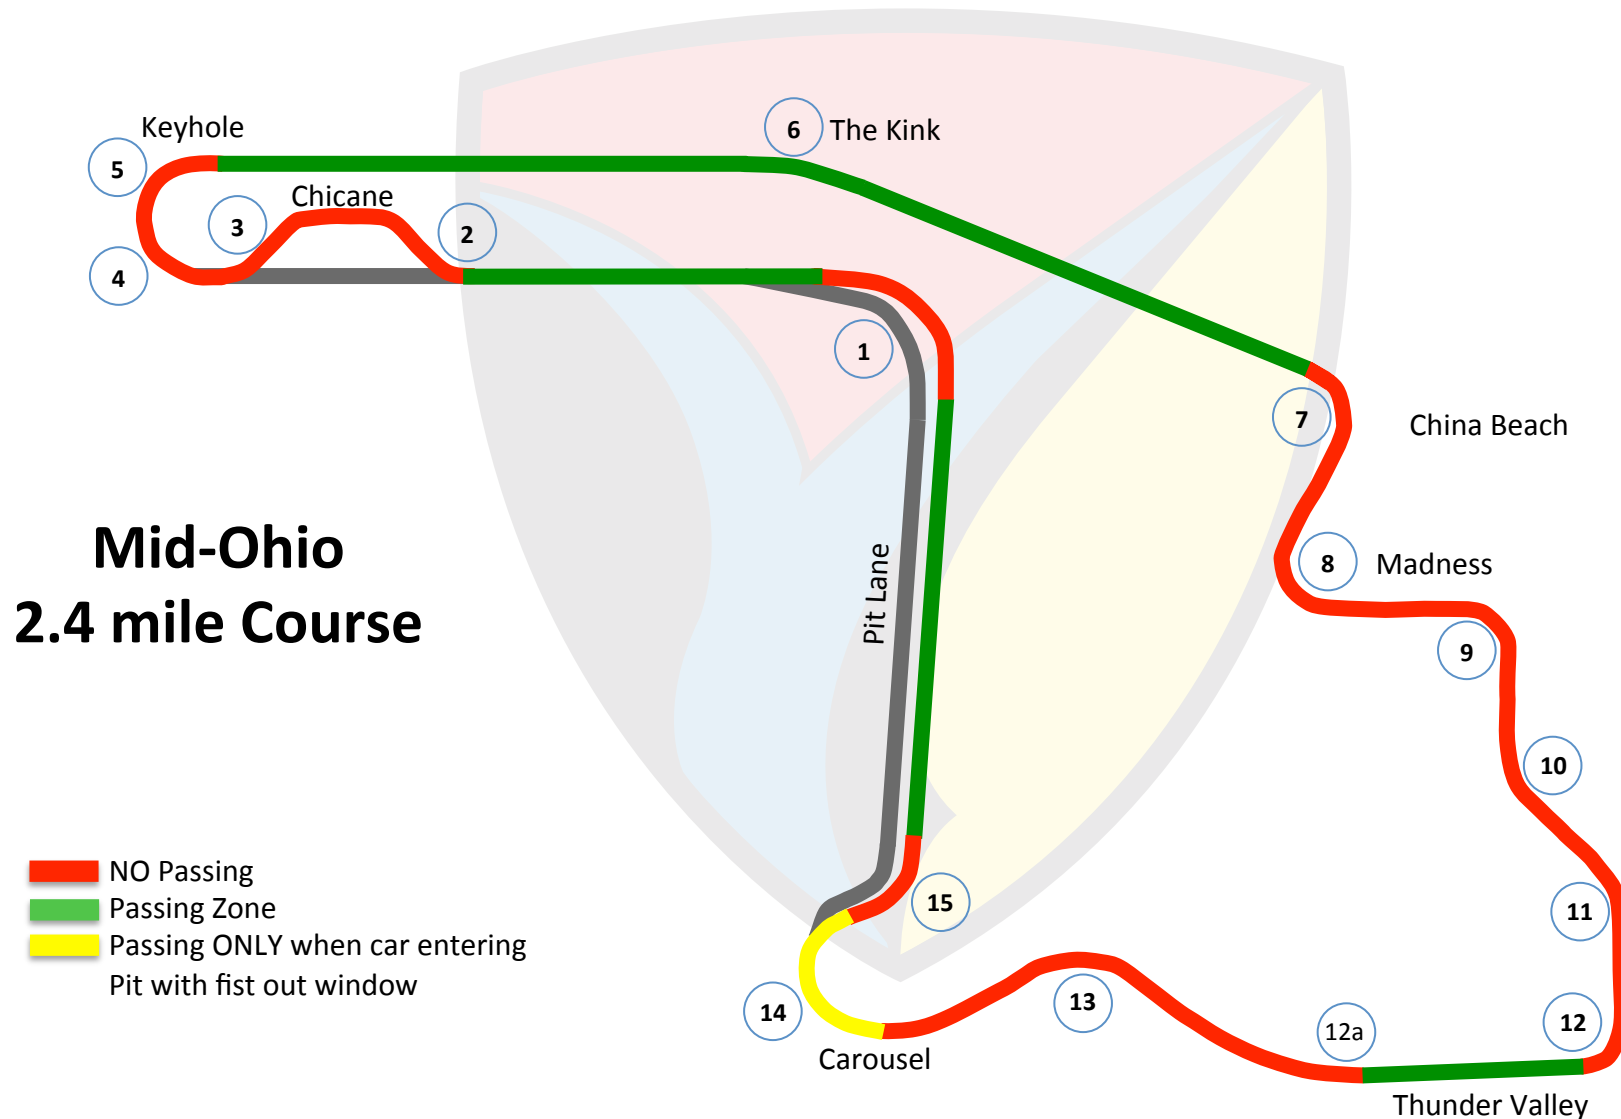 Keyhole
5
6
The Kink
Chicane
3
2
4
1
7
China Beach
Mid-Ohio
2.4 mile Course
Pit Lane
8
Madness
9
10
NO Passing
Passing Zone
Passing ONLY when car entering
Pit with fist out window
15
11
14
13
12a
12
Carousel
Thunder Valley